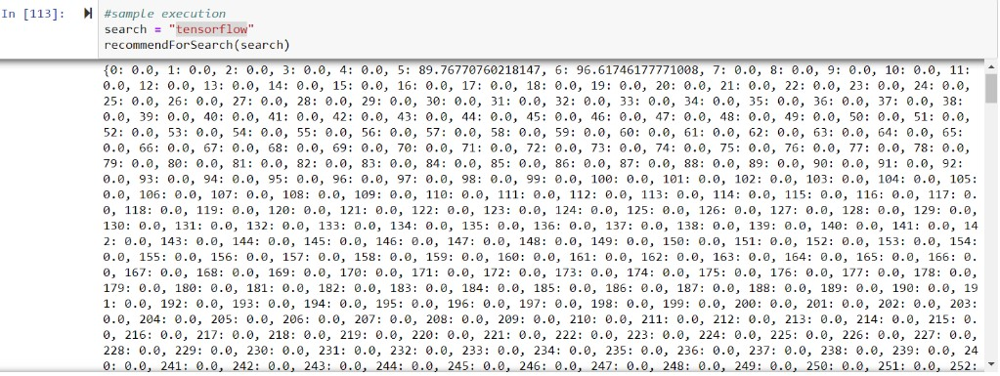 In [113]:
#sample execution
search = "tensorflow"
recommendForSearch(search)
{0: 0.0, 1: 0.0, 2: 0.0, 3: 0.0, 4: 0.0, 5: 89.76770760218147, 6: 96.61746177771008, 7: 0.0, 8: 0.0, 9: 0.0, 10: 0.0, 11:
0.0, 12: 0.0, 13: 0.0, 14: 0.0, 15: 0.0, 16: 0.0, 17: 0.0, 18: 0.0, 19: 0.0, 20: 0.0, 21: 0.0, 22: 0.0, 23: 0.0, 24: 0.0,
25: 0.0, 26: 0.0, 27: 0.0, 28: 0.0, 29: 0.0, 30: 0.0, 31: 0.0, 32: 0.0, 33: 0.0, 34: 0.0, 35: 0.0, 36: 0.0, 37: 0.0, 38:
0.0, 39: 0.0, 40: 0.0, 41: 0.0, 42: 0.0, 43: 0.0, 44: 0.0, 45: 0.0, 46: 0.0, 47: 0.0, 48: 0.0, 49: 0.0, 50: 0.0, 51: 0.0,
52: 0.0, 53: 0.0, 54: 0.0, 55: 0.0, 56: 0.0, 57: 0.0, 58: 0.0, 59: 0.0, 60: 0.0, 61: 0.0, 62: 0.0, 63: 0.0, 64: 0.0, 65:
0.0, 66: 0.0, 67: 0.0, 68: 0.0, 69: 0.0, 70: 0.0, 71: 0.0, 72: 0.0, 73: 0.0, 74: 0.0, 75: 0.0, 76: 0.0, 77: 0.0, 78: 0.0,
79: 0.0, 80: 0.0, 81: 0.0, 82: 0.0, 83: 0.0, 84: 0.0, 85: 0.0, 86: 0.0, 87: 0.0, 88: 0.0, 89: 0.0, 90: 0.0, 91: 0.0, 92:
0.0, 93: 0.0, 94: 0.0, 95: 0.0, 96: 0.0, 97: 0.0, 98: 0.0, 99: 0.0, 100: 0.0, 101: 0.0, 102: 0.0, 103: 0.0, 104: 0.0, 105:
0.0, 106: 0.0, 107: 0.0, 108: 0.0, 109: 0.0, 110: 0.0, 111: 0.0, 112: 0.0, 113: 0.0, 114: 0.0, 115: 0.0, 116: 0.0, 117: 0.
0, 118: 0.0, 119: 0.0, 120: 0.0, 121: 0.0, 122: 0.0, 123: 0.0, 124: 0.0, 125: 0.0, 126: 0.0, 127: 0.0, 128: 0.0, 129: 0.0,
130: 0.0, 131: 0.0, 132: 0.0, 133: 0.0, 134: 0.0, 135: 0.0, 136: 0.0, 137: 0.0, 138: 0.0, 139: 0.0, 140: 0.0, 141: 0.0, 14
2: 0.0, 143: 0.0, 144: 0.0, 145: 0.0, 146: 0.0, 147: 0.0, 148: 0.0, 149: 0.0, 150: 0.0, 151: 0.0, 152: 0.0, 153: 0.0, 154:
0.0, 155: 0.0, 156: 0.0, 157: 0.0, 158: 0.0, 159: 0.0, 160: 0.0, 161: 0.0, 162: 0.0, 163: 0.0, 164: 0.0, 165: 0.0, 166: 0.
0, 167: 0.0, 168: 0.0, 169: 0.0, 170: 0.0, 171: 0.0, 172: 0.0, 173: 0.0, 174: 0.0, 175: 0.0, 176: 0.0, 177: 0.0, 178: 0.0,
179: 0.0, 180: 0.0, 181: 0.0, 182: 0.0, 183: 0.0, 184: 0.0, 185: 0.0, 186: 0.0, 187: 0.0, 188: 0.0, 189: 0.0, 190: 0.0, 19
1: 0.0, 192: 0.0, 193: 0.0, 194: 0.0, 195: 0.0, 196: 0.0, 197: 0.0, 198: 0.0, 199: 0.0, 200: 0.0, 201: 0.0, 202: 0.0, 203:
0.0, 204: 0.0, 205: 0.0, 206: 0.0, 207: 0.0, 208: 0.0, 209: 0.0, 210: 0.0, 211: 0.0, 212: 0.0, 213: 0.0, 214: 0.0, 215: 0.
0, 216: 0.0, 217: 0.0, 218: 0.0, 219: 0.0, 220: 0.0, 221: 0.0, 222: 0.0, 223: 0.0, 224: 0.0, 225: 0.0, 226: 0.0, 227: 0.0,
228: 0.0, 229: 0.0, 230: 0.0, 231: 0.0, 232: 0.0, 233: 0.0, 234: 0.0, 235: 0.0, 236: 0.0, 237: 0.0, 238: 0.0, 239: 0.0, 24
0: 0.0, 241: 0.0, 242: 0.0, 243: 0.0, 244: 0.0, 245: 0.0, 246: 0.0, 247: 0.0, 248: 0.0, 249: 0.0, 250: 0.0, 251: 0.0, 252: